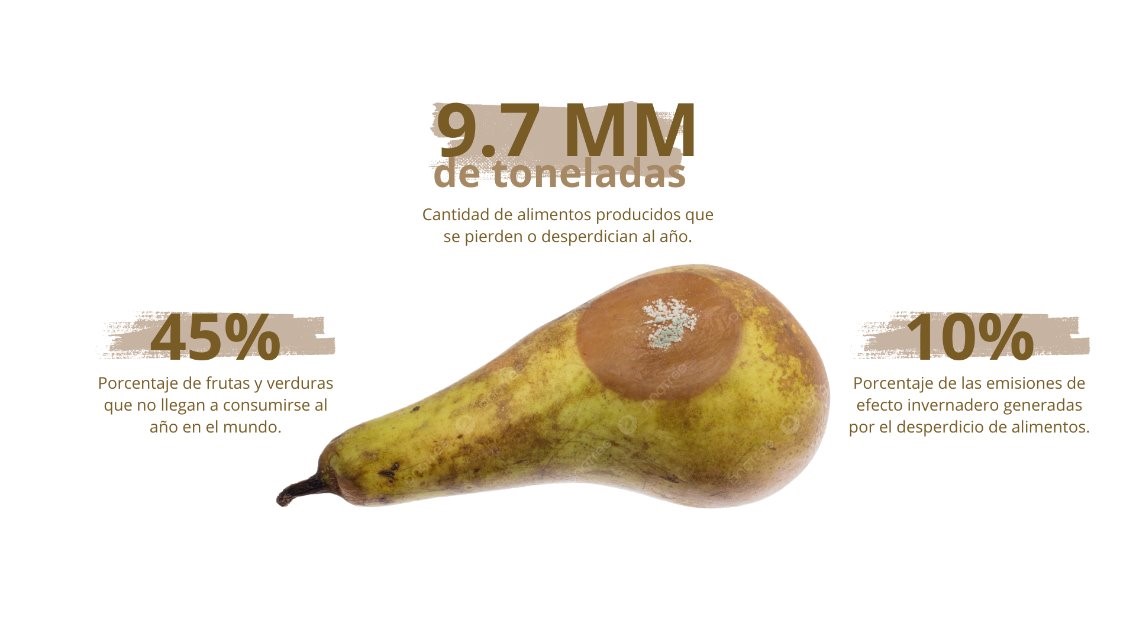 9.7 MM
de toneladas
Cantidad de alimentos producidos que
se pierden o desperdician al año.
45%
Porcentaje de frutas y verduras
que no llegan a consumirse al
año en el mundo.
10%
Porcentaje de las emisiones de
efecto invernadero generadas
por el desperdicio de alimentos.